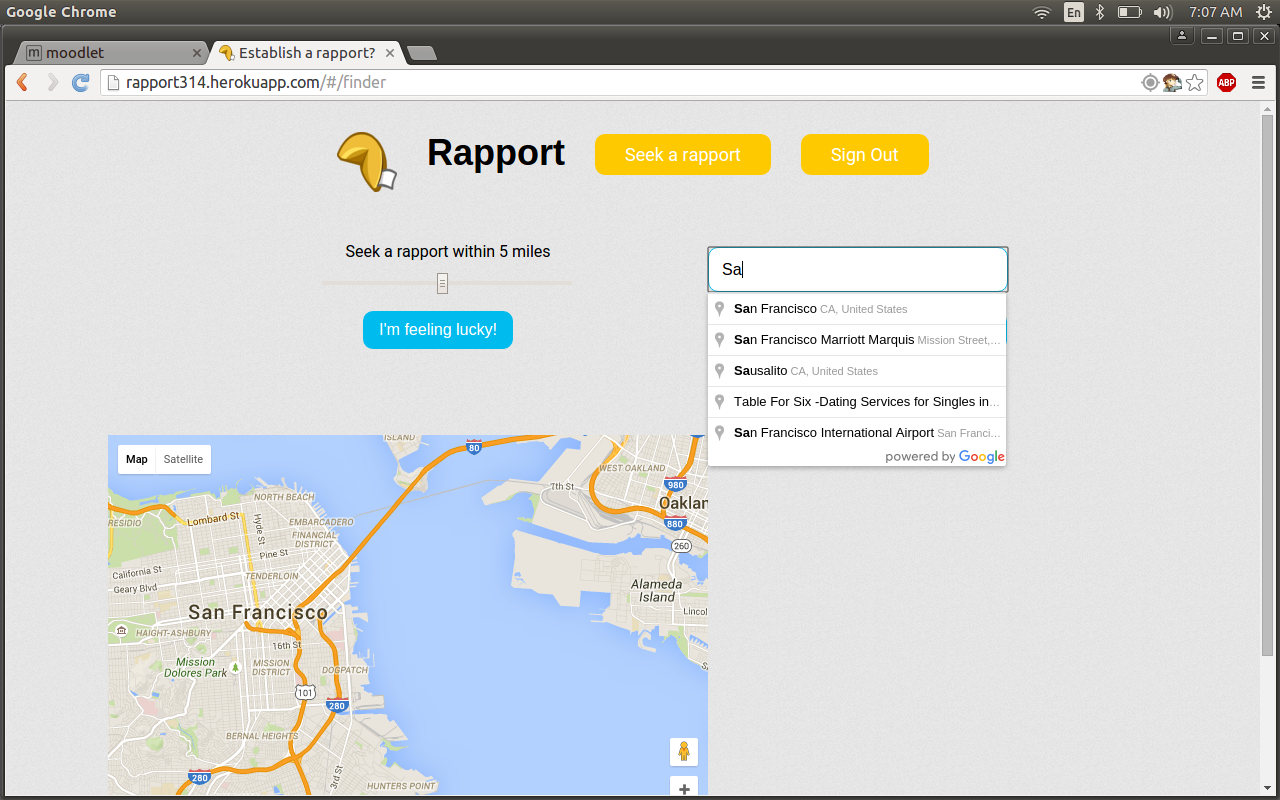 Google Chrome
En
7:07 AM
m moodlet
Establish a rapport?
rapport314.herokuapp.com/#/finder
ABP
Rapport
Seek a rapport
Sign Out
Seek a rapport within 5 miles
I'm feeling lucky!
Sa
San Francisco CA, United States
San Francisco Marriott Marquis Mission Street,...
Sausalito CA, United States
Table For Six -Dating Services for Singles in...
San Francisco International Airport San Franci...
powered by Google
Map
Satellite
ISLAND
80
WEST OAKLAND
980
7th St
Oaklan
880
260
NORTH BEACH
RESIDIO
Lombard St
Hyde St
EMBARCADERO
FINANCIAL
DISTRICT
Pine St
California St
TENDERLOIN
Geary Blvd
Alameda
Island
Lincol
San Francisco
HAIGHT-ASHBURY
16th St
Mission
Dolores Park
MISSION
DISTRICT
DOGPATCH
101
280
BERNAL HEIGHTS
280
3rd St
HUNTERS POINT
+